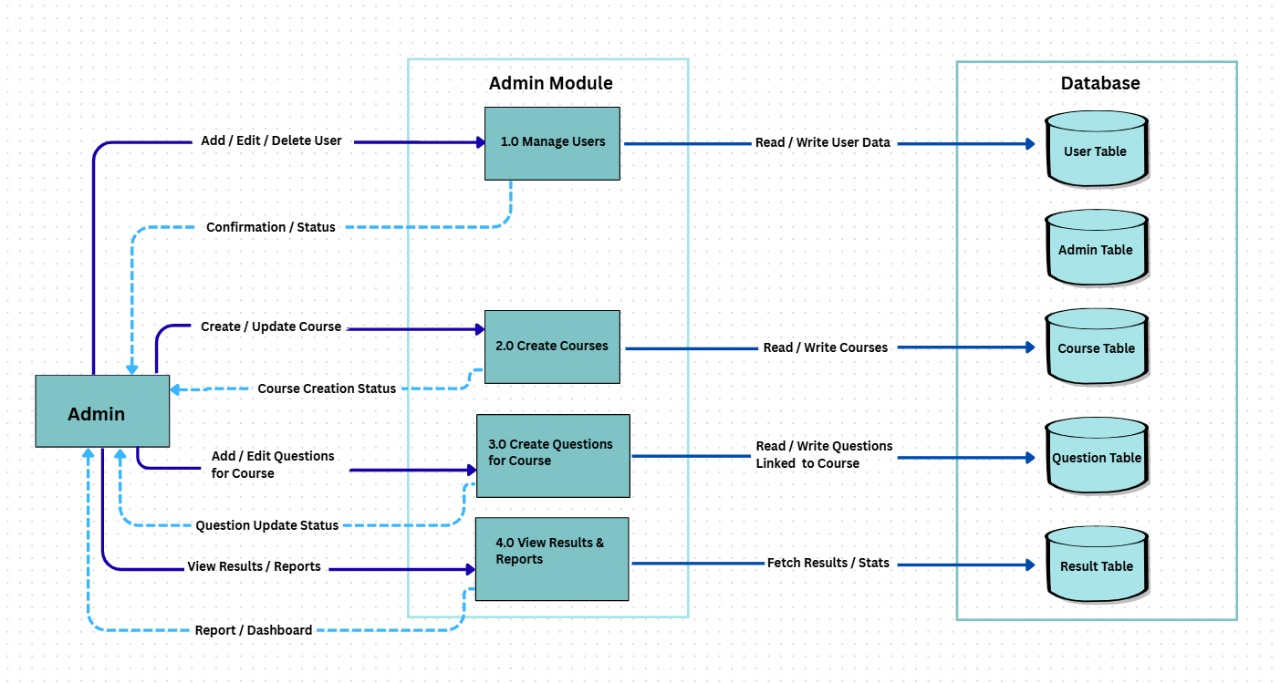 Admin Module
Database
Add / Edit / Delete User
1.0 Manage Users
Read / Write User Data
User Table
Confirmation / Status
Admin Table
Create / Update Course
2.0 Create Courses
Read / Write Courses
Course Table
Course Creation Status
Admin
Add / Edit Questions
for Course
3.0 Create Questions
for Course
Read / Write Questions
Linked to Course
Question Table
Question Update Status
4.0 View Results &
Reports
View Results / Reports
Fetch Results / Stats
Result Table
Report / Dashboard